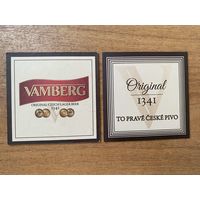 VAMBERG
ORIGINAL CZECH LAGER BEER
1341
Original
1341
TO PRAVÉ ČESKÉ PIVO